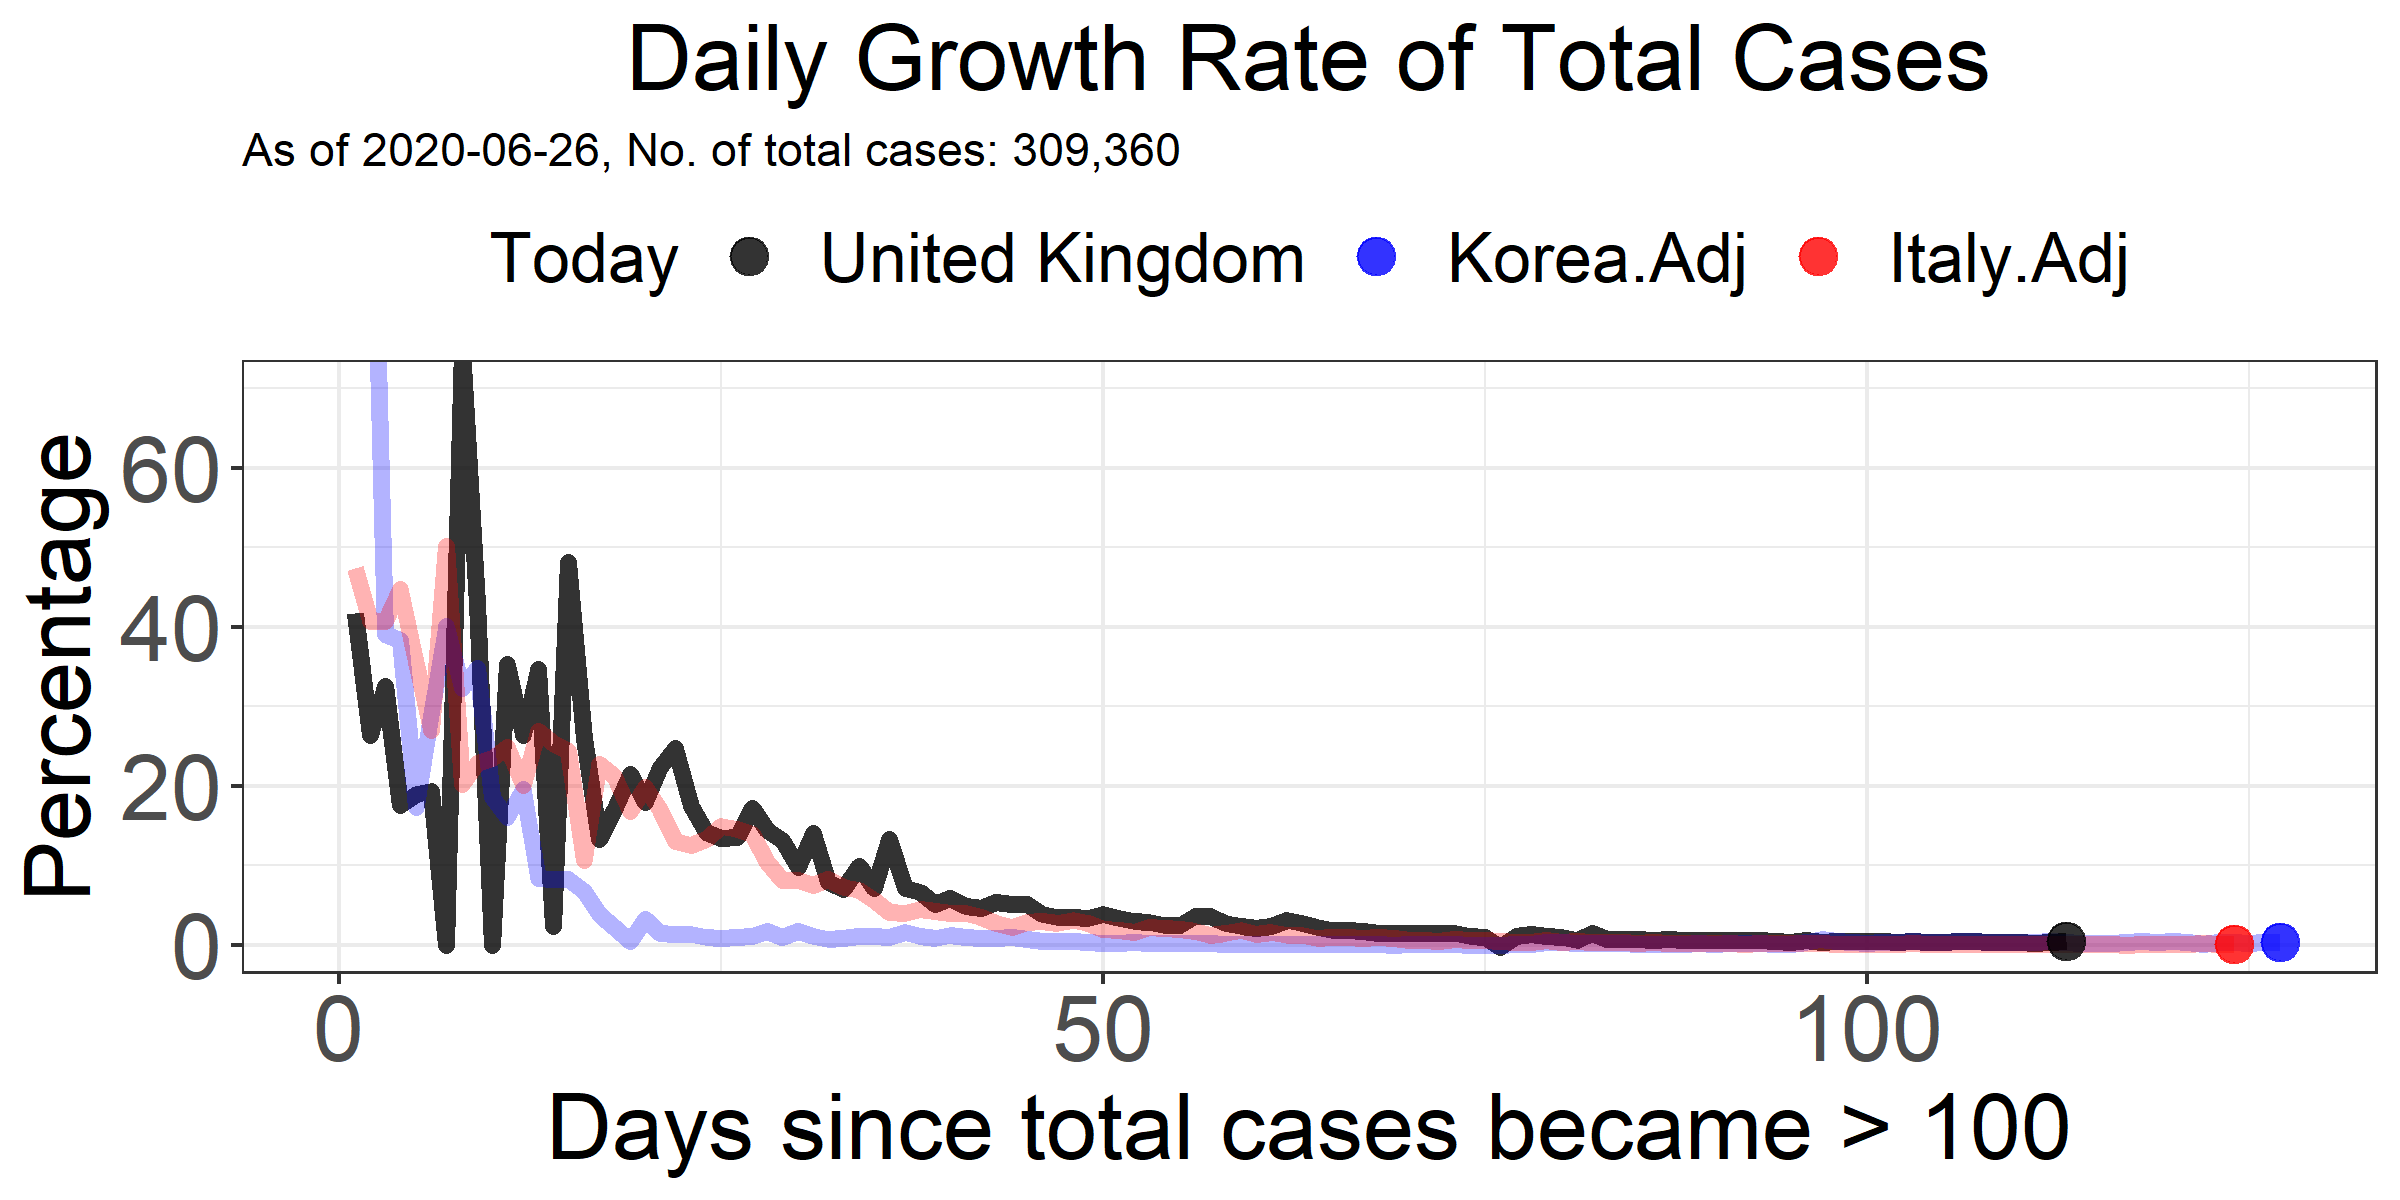 Daily Growth Rate of Total Cases
As of 2020-06-26, No. of total cases: 309,360
Today United Kingdom Korea.Adj Italy.Adj
Percentage
60
40
20
0
0 50 100
Days since total cases became > 100